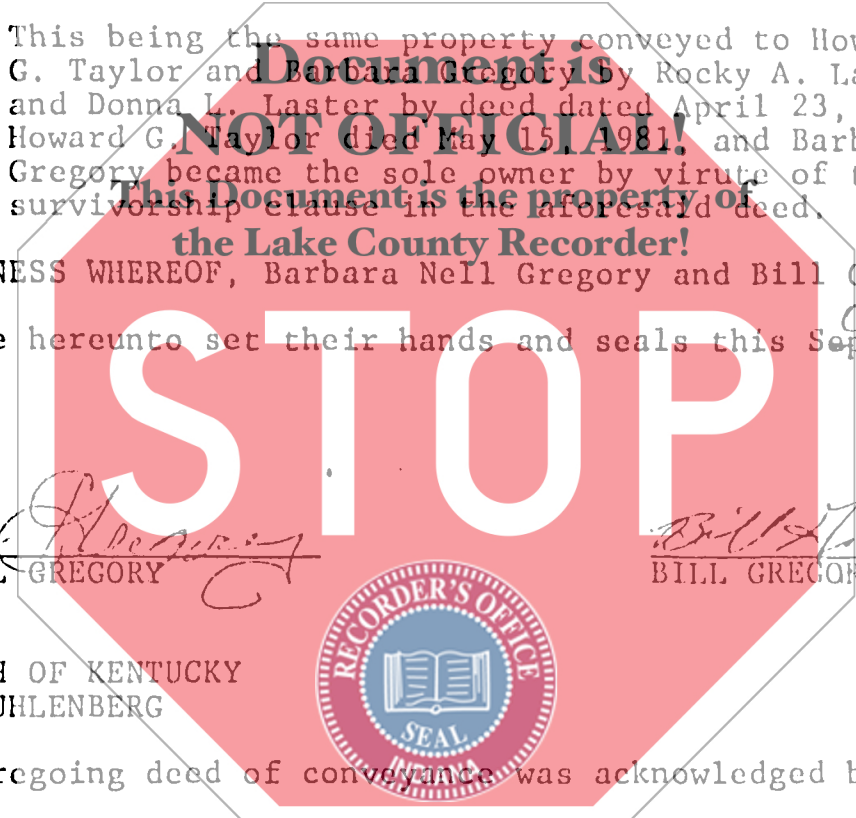 This being the same property conveyed to How
G. Taylor and Barbara Gregory by Rocky A. La
and Donna L. Laster by deed dated April 23,
Howard G. Taylor died May 15, 1981, and Barb
Gregory became the sole owner by virute of t
survivorship clause in the aforesaid deed.
Document is
NOT OFFICIAL!
This Document is the property of
the Lake County Recorder!
NESS WHEREOF, Barbara Nell Gregory and Bill G
e hereunto set their hands and seals this Sep
STOP
Gregory
Bill
L GREGORY
BILL GREGOR
RECORDER'S OFFICE
SEAL
INDIANA
H OF KENTUCKY
UHLENBERG
regoing deed of conveyance was acknowledged b